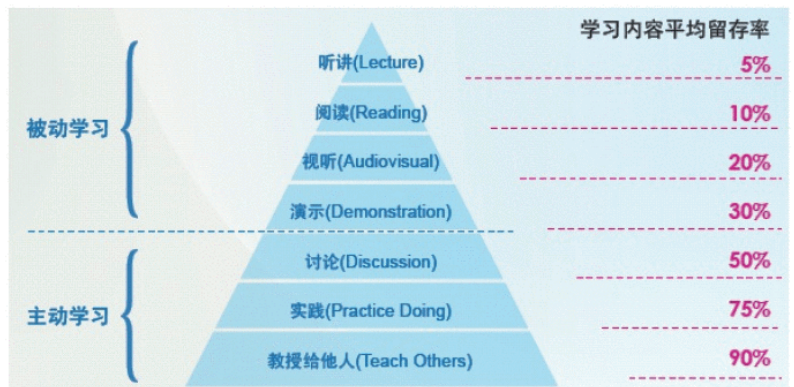 学习内容平均留存率
听讲(Lecture)
5%
阅读(Reading)
10%
被动学习
视听(Audiovisual)
20%
演示(Demonstration)
30%
讨论(Discussion)
50%
主动学习
实践(Practice Doing)
75%
教授给他人(Teach Others)
90%